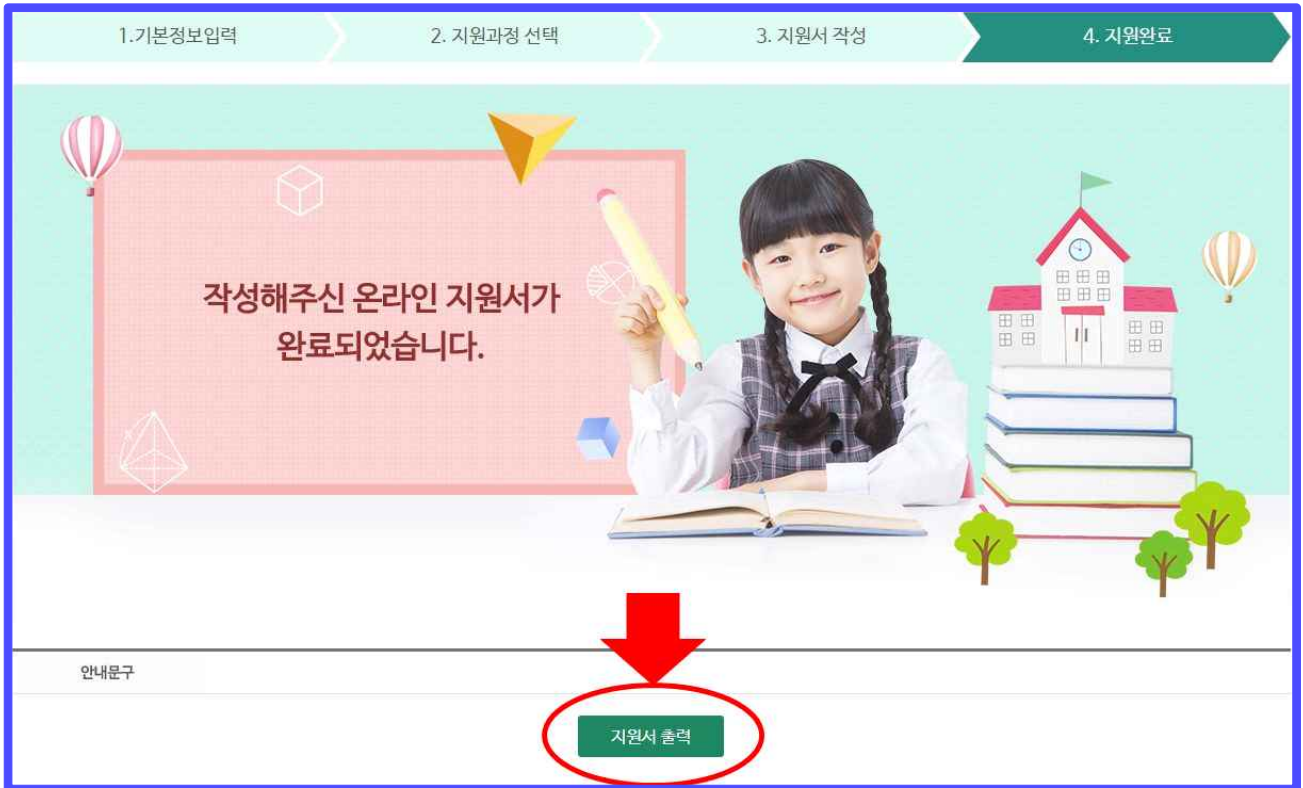 1.기본정보입력
2. 지원과정 선택
3. 지원서 작성
4. 지원완료
작성해주신 온라인 지원서가
완료되었습니다.
안내문구
지원서 출력